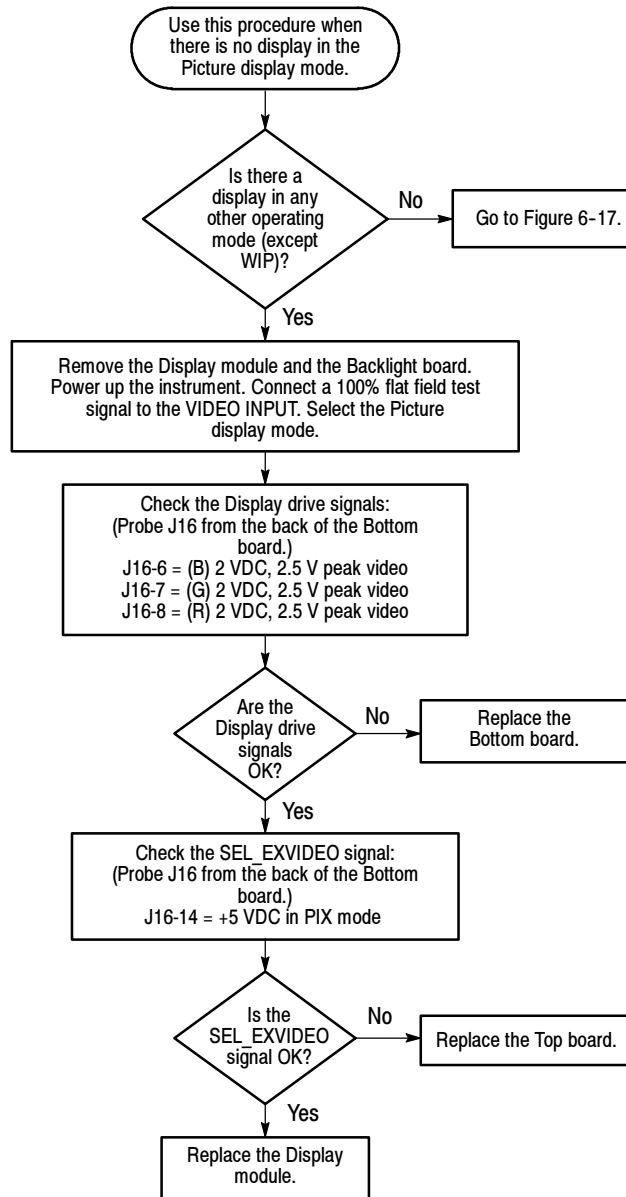 Use this procedure when
there is no display in the
Picture display mode.
Is there a
display in any
other operating
mode (except
WIP)?
No
Go to Figure 6-17.
Yes
Remove the Display module and the Backlight board.
Power up the instrument. Connect a 100% flat field test
signal to the VIDEO INPUT. Select the Picture
display mode.
Check the Display drive signals:
(Probe J16 from the back of the Bottom
board.)
J16-6 = (B) 2 VDC, 2.5 V peak video
J16-7 = (G) 2 VDC, 2.5 V peak video
J16-8 = (R) 2 VDC, 2.5 V peak video
Are the
Display drive
signals
OK?
No
Replace the
Bottom board.
Yes
Check the SEL_EXVIDEO signal:
(Probe J16 from the back of the Bottom
board.)
J16-14 = +5 VDC in PIX mode
Is the
SEL_EXVIDEO
signal OK?
No
Replace the Top board.
Yes
Replace the Display
module.